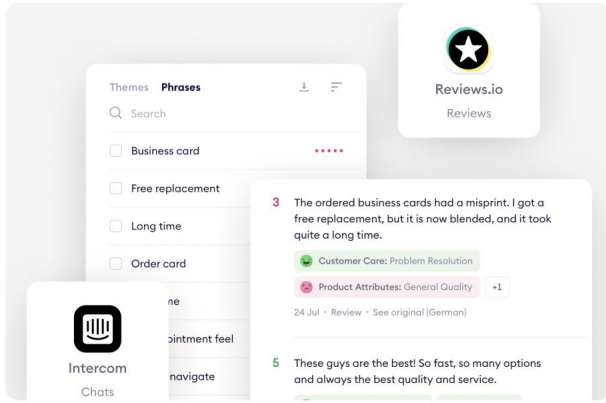 Themes Phrases
Search
Business card
Free replacement
Long time
Order card
me
ointment feel
navigate
Reviews.io
Reviews
3 The ordered business cards had a misprint. I got a
free replacement, but it is now blended, and it took
quite a long time.
Customer Care: Problem Resolution
Product Attributes: General Quality +1
24 Jul • Review • See original (German)
5 These guys are the best! So fast, so many options
and always the best quality and service.
Intercom
Chats